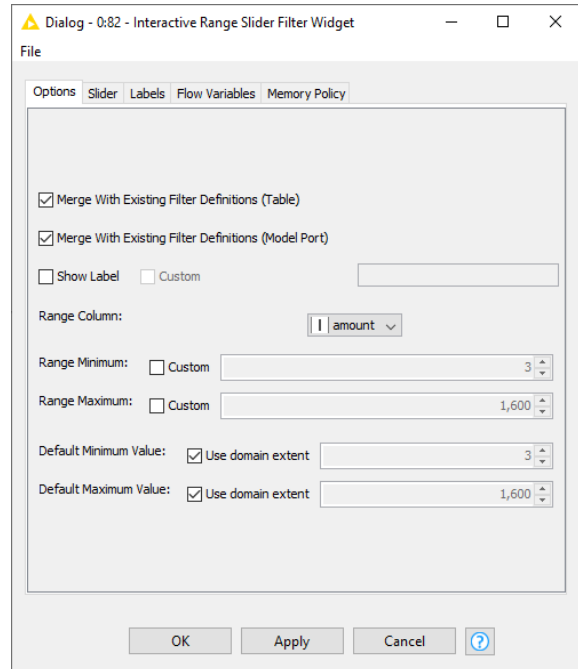 Dialog - 0:82 - Interactive Range Slider Filter Widget
File
Options Slider Labels Flow Variables Memory Policy
Merge With Existing Filter Definitions (Table)
Merge With Existing Filter Definitions (Model Port)
Show Label Custom
Range Column: I amount
Range Minimum: Custom 3
Range Maximum: Custom 1,600
Default Minimum Value: Use domain extent 3
Default Maximum Value: Use domain extent 1,600
OK Apply Cancel ?